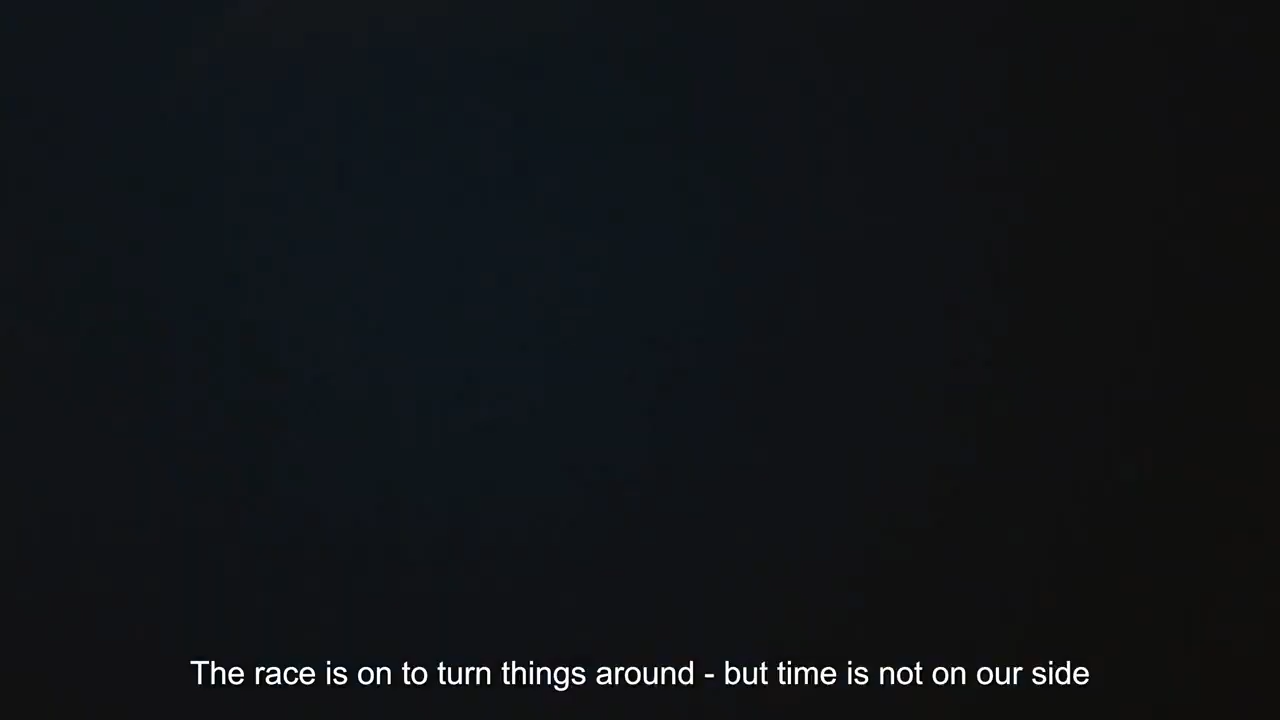 The race is on to turn things around - but time is not on our side